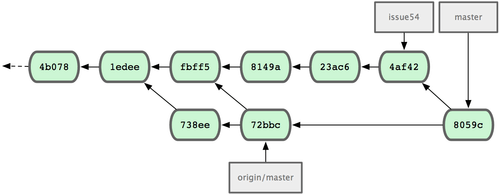 issue54
master
4b078
1edee
fbff5
8149a
23ac6
4af42
738ee
72bbc
8059c
origin/master